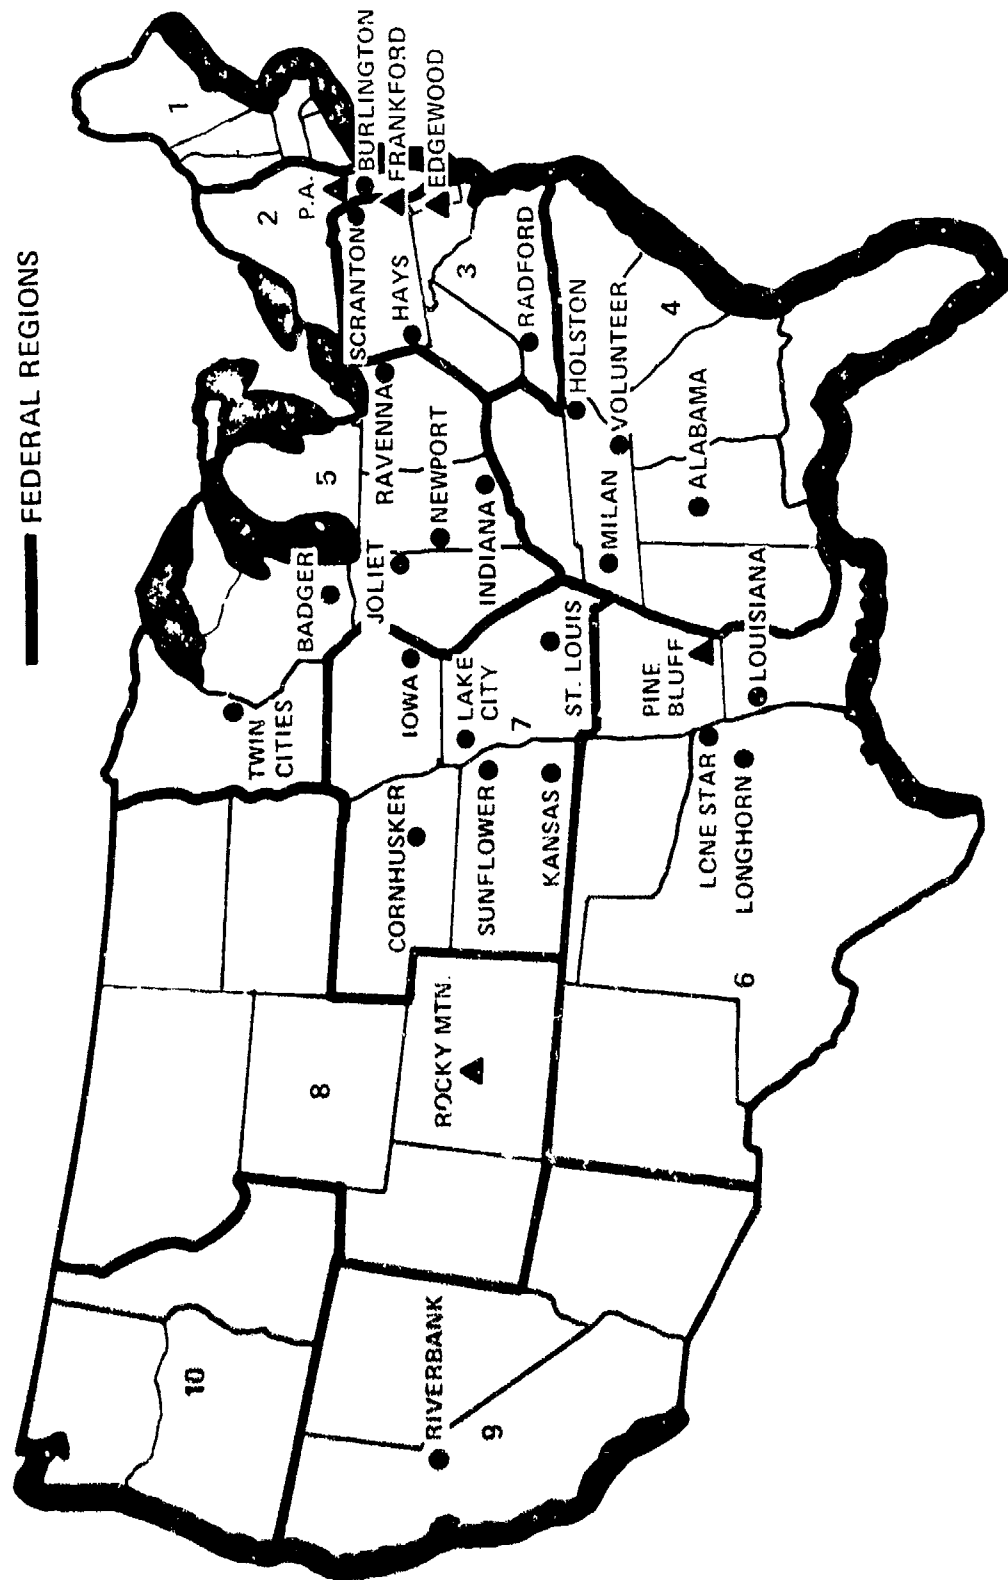 FEDERAL REGIONS
1
2
P.A.
BURLINGTON
FRANKFORD
EDGEWOOD
SCRANTON
HAYS
3
RADFORD
HOLSTON
VOLUNTEER
4
ALABAMA
MILAN
5
RAVENNA
NEWPORT
INDIANA
JOLIET
BADGER
TWIN
CITIES
IOWA
LAKE
CITY
7
ST. LOUIS
PINE
BLUFF
LOUISIANA
CORNHUSKER
SUNFLOWER
KANSAS
LONE STAR
LONGHORN
6
ROCKY MTN.
8
RIVERBANK
9
10